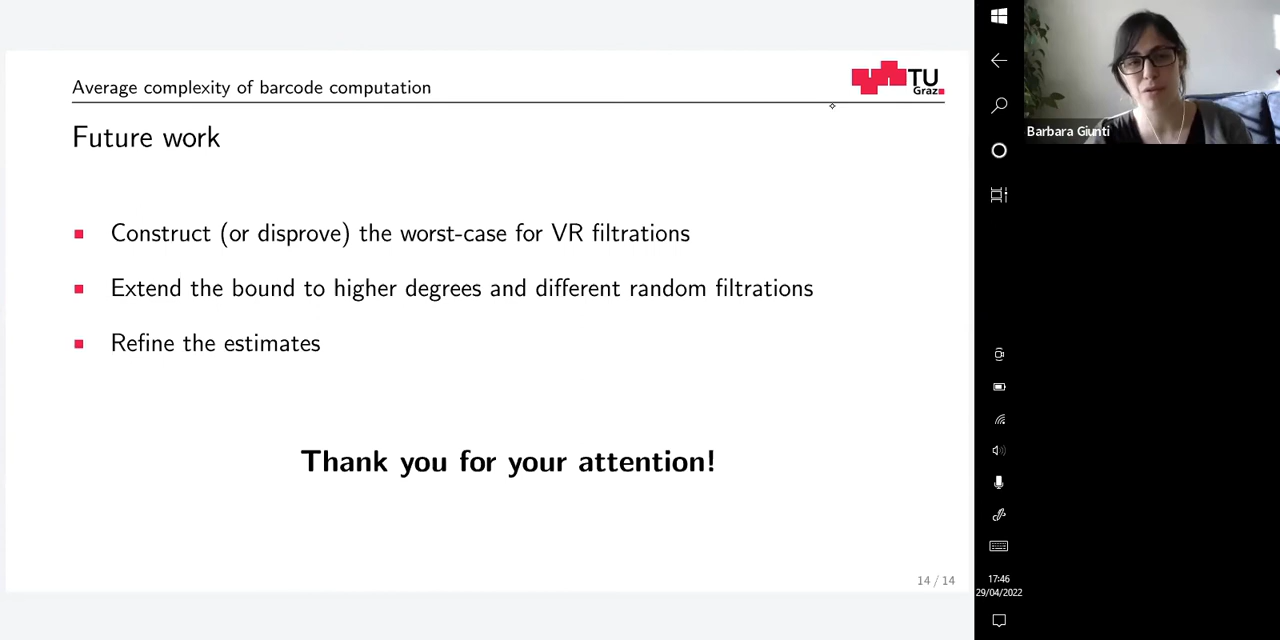 Average complexity of barcode computation
TU
Graz
Future work
Construct (or disprove) the worst-case for VR filtrations
Extend the bound to higher degrees and different random filtrations
Refine the estimates
Thank you for your attention!
14 / 14
Barbara Giunti
17:46
29/04/2022